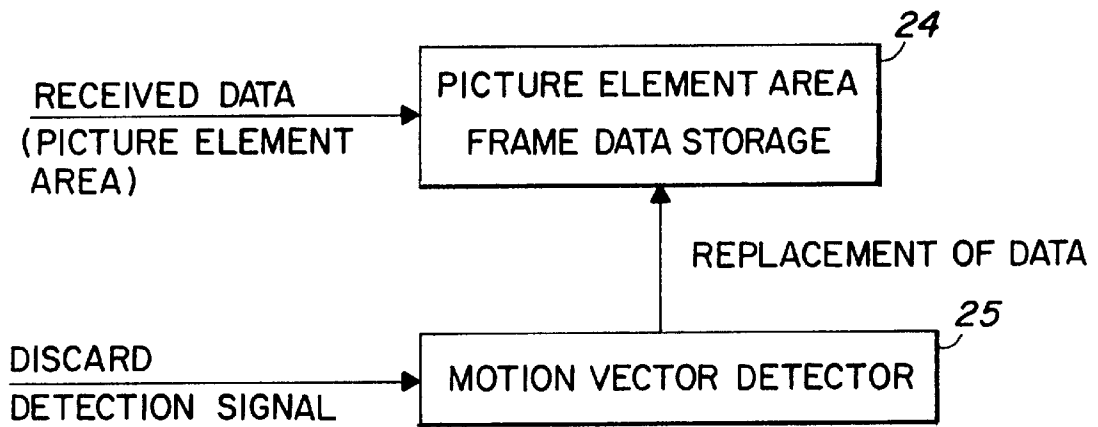 24
PICTURE ELEMENT AREA
FRAME DATA STORAGE
RECEIVED DATA
(PICTURE ELEMENT
AREA)
REPLACEMENT OF DATA
25
MOTION VECTOR DETECTOR
DISCARD
DETECTION SIGNAL